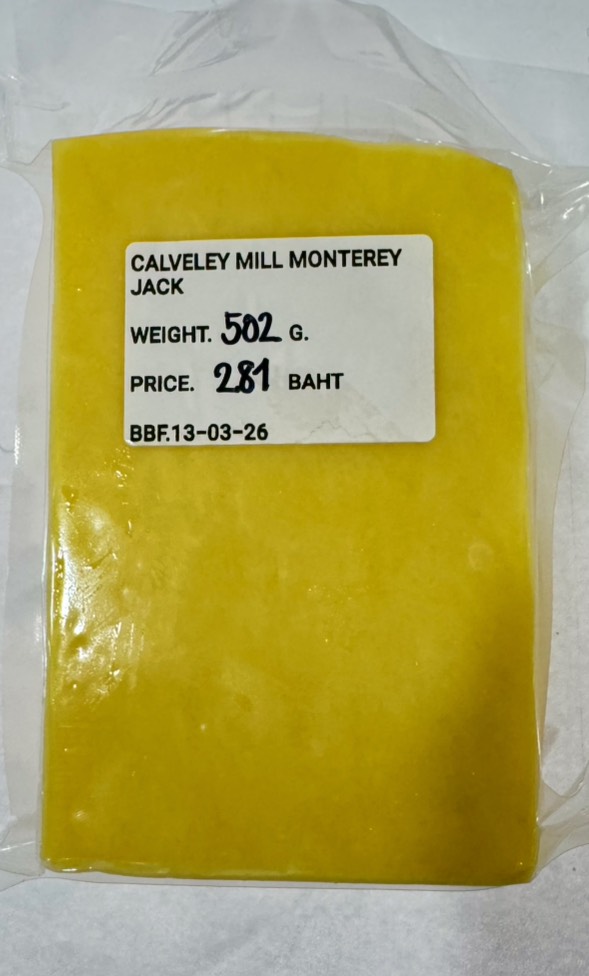 CALVELEY MILL MONTEREY
JACK
WEIGHT. 502 G.
PRICE. 281 BAHT
BBF.13-03-26